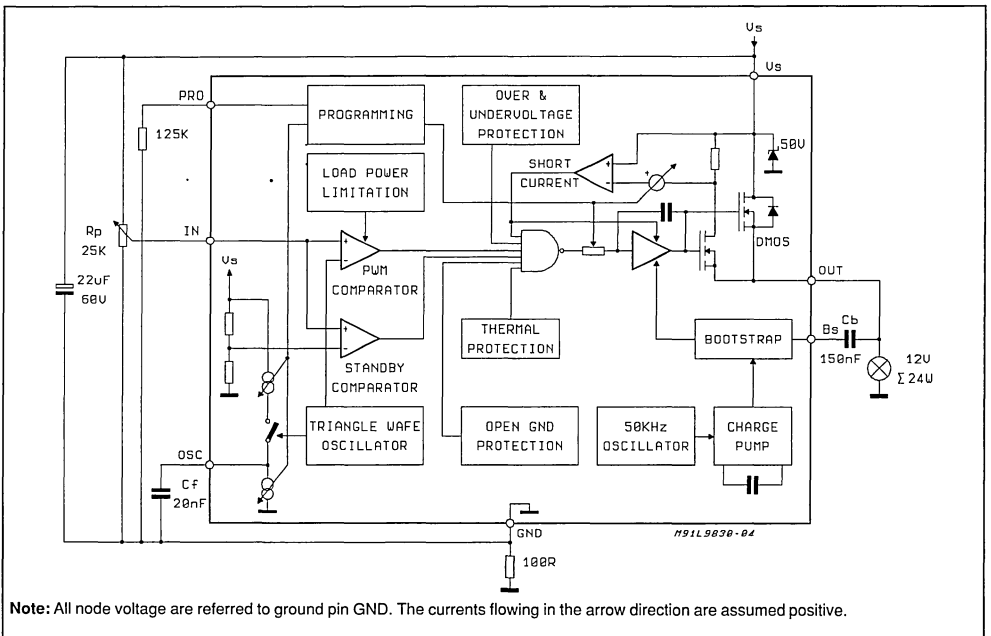 Vs
Vs
PRO
125K
PROGRAMMING
OVER &
UNDERVOLTAGE
PROTECTION
50V
SHORT
CURRENT
LOAD POWER
LIMITATION
DMOS
Rp
25K
IN
Vs
PWM
COMPARATOR
OUT
22uF
60V
THERMAL
PROTECTION
BOOTSTRAP
Bs
Cb
150nF
12V
Σ24W
STANDBY
COMPARATOR
TRIANGLE WAFE
OSCILLATOR
OPEN GND
PROTECTION
50KHz
OSCILLATOR
CHARGE
PUMP
OSC
Cf
20nF
GND
M91L9830-04
100R
Note: All node voltage are referred to ground pin GND. The currents flowing in the arrow direction are assumed positive.